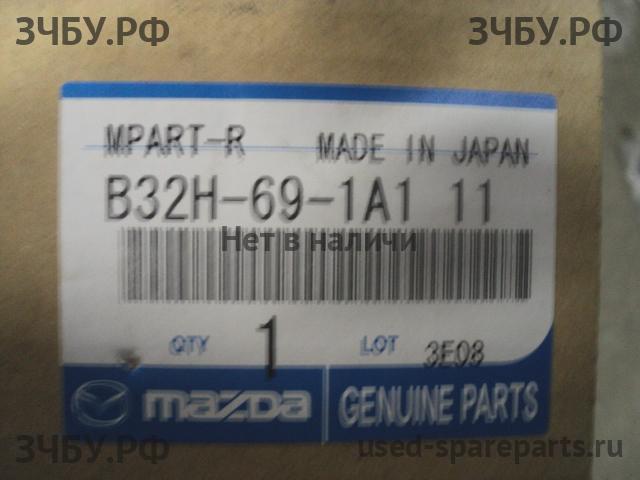 ЗЧБУ.РФ ЗЧБУ.РФ
MPART-R MADE IN JAPAN
B32H-69-1A1 11
Нет в наличи
QTY 1 LOT 3E08
mazda GENUINE PARTS
ЗЧБУ.РФ used-spareparts.ru